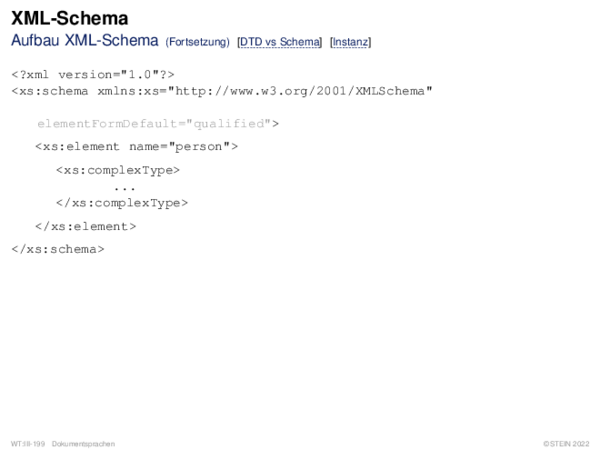 XML-Schema
Aufbau XML-Schema (Fortsetzung) [DTD vs Schema] [Instanz]
<?xml version="1.0"?>
<xs:schema xmlns:xs="http://www.w3.org/2001/XMLSchema"
elementFormDefault="qualified">
<xs:element name="person">
<xs:complexType>
...
</xs:complexType>
</xs:element>
</xs:schema>
WT:III-199 Dokumentsprachen
©STEIN 2022